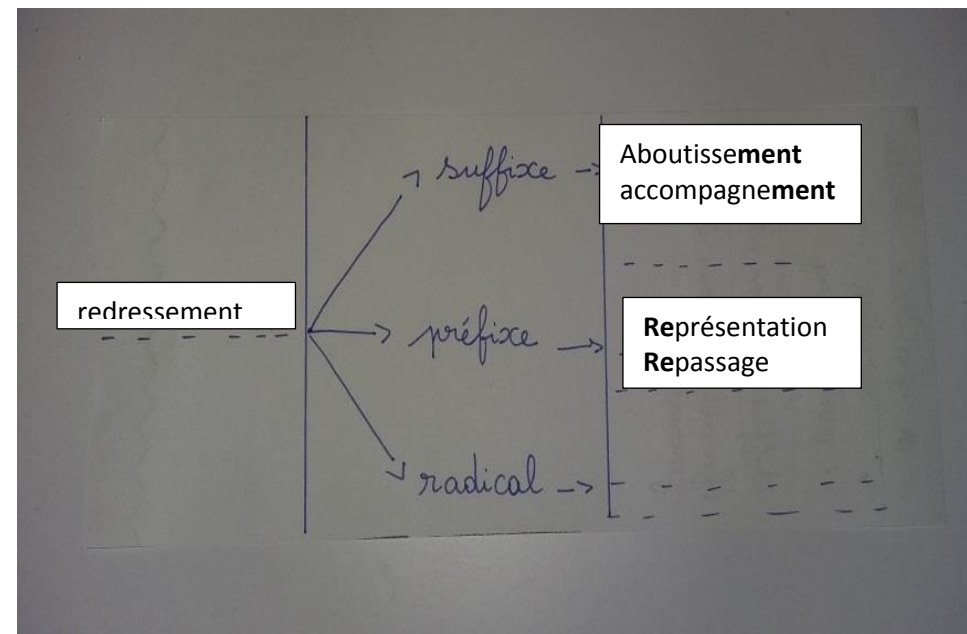 suffixe
Aboutissement
accompagnement
redressement
préfixe
Représentation
Repassage
radical